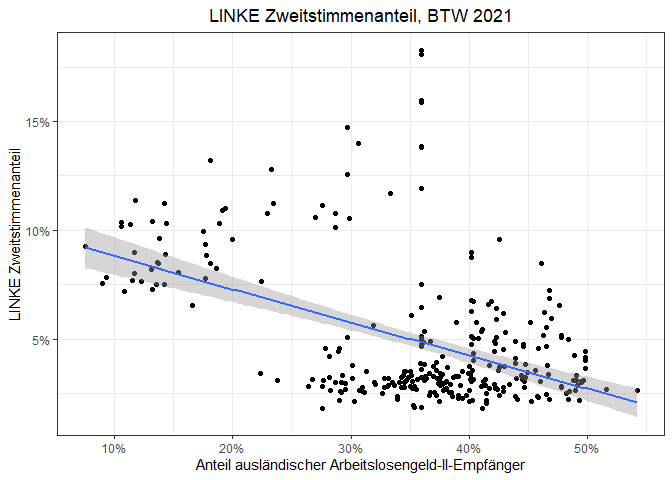 LINKE Zweitstimmenanteil, BTW 2021
LINKE Zweitstimmenanteil
15%
10%
5%
10%
20%
30%
40%
50%
Anteil ausländischer Arbeitslosengeld-II-Empfänger